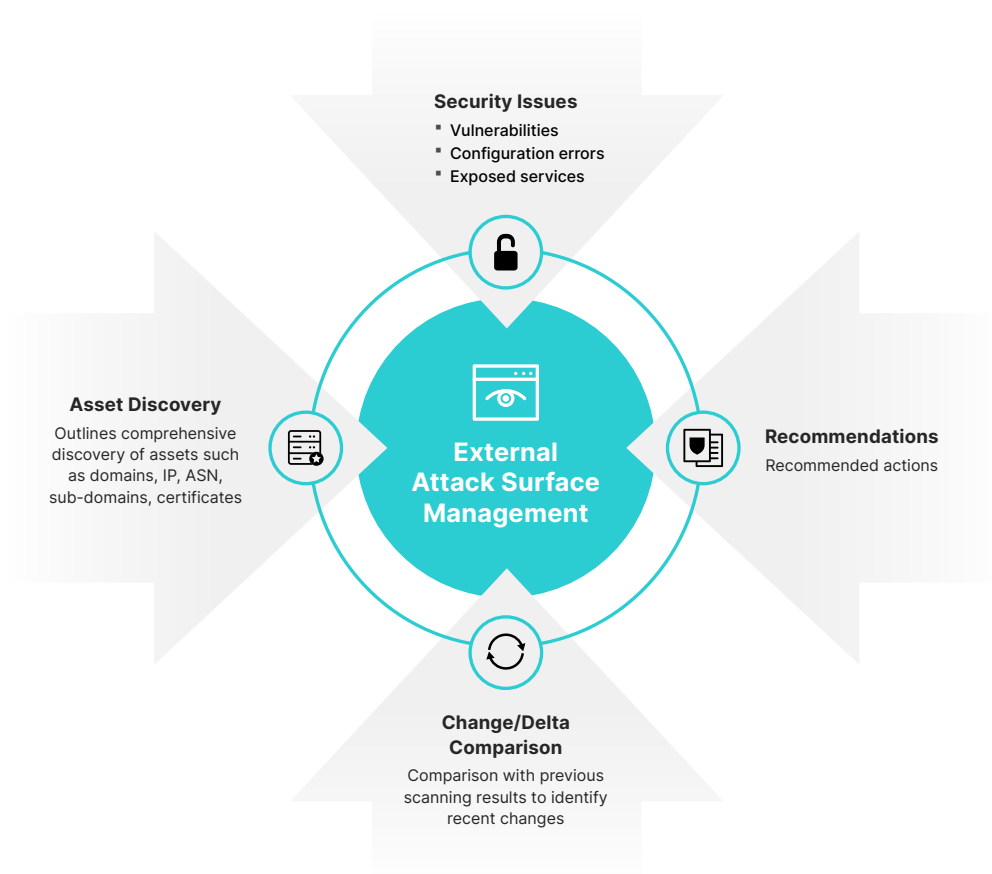 Security Issues
▪ Vulnerabilities
▪ Configuration errors
▪ Exposed services
Asset Discovery
Outlines comprehensive
discovery of assets such
as domains, IP, ASN,
sub-domains, certificates
External
Attack Surface
Management
Recommendations
Recommended actions
Change/Delta
Comparison
Comparison with previous
scanning results to identify
recent changes